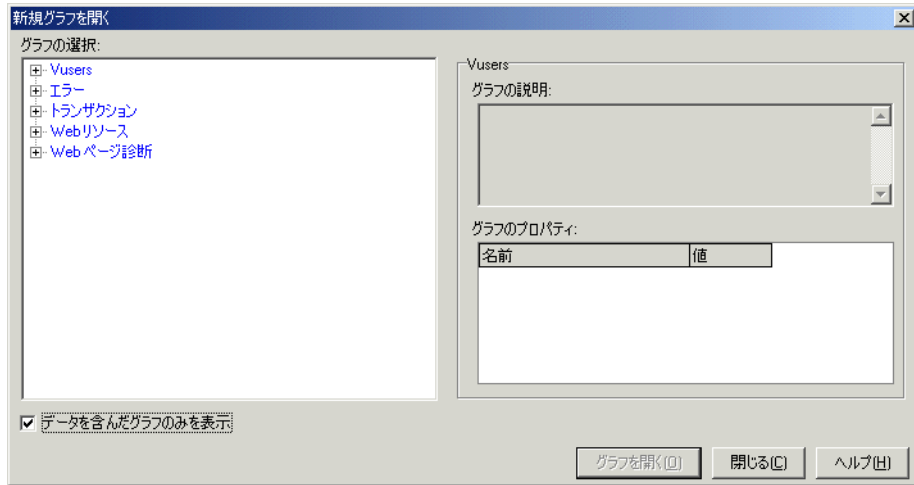 新規グラフを開く
グラフの選択:
Vusers
エラー
トランザクション
Webリソース
Web ページ診断
Vusers
グラフの説明:
グラフのプロパティ:
名前 値
データを含んだグラフのみを表示
グラフを開く(O) 閉じる(C) ヘルプ(H)